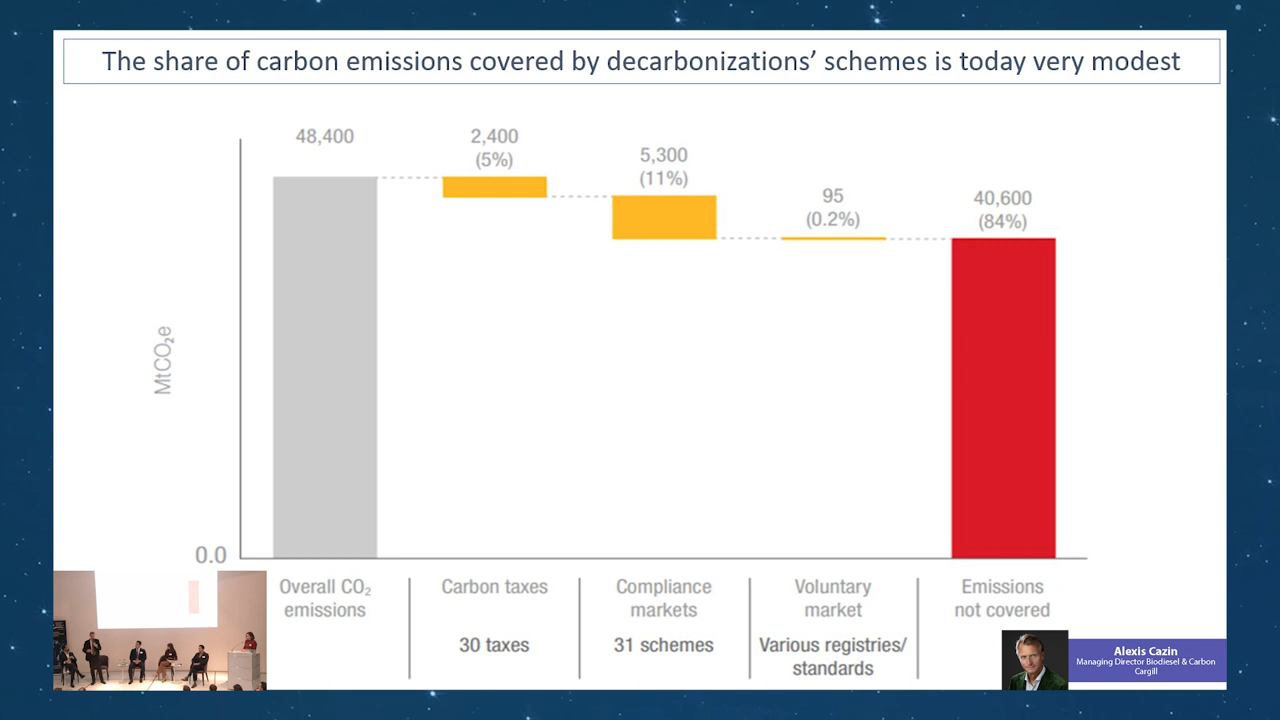 The share of carbon emissions covered by decarbonizations’ schemes is today very modest
48,400
2,400
(5%)
5,300
(11%)
95
(0.2%)
40,600
(84%)
MtCO₂e
0.0
Overall CO₂
emissions
Carbon taxes
30 taxes
Compliance
markets
31 schemes
Voluntary
market
Various registries/
standards
Emissions
not covered
Alexis Cazin
Managing Director Biodiesel & Carbon
Cargill